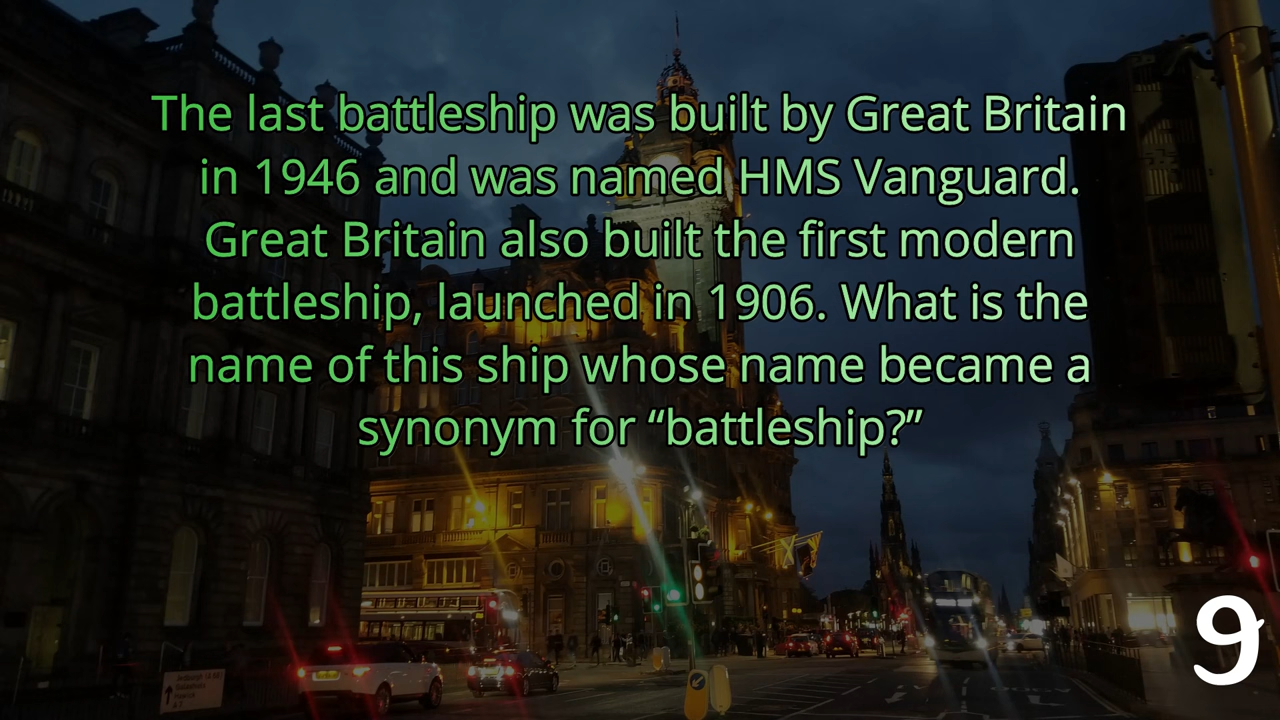 The last battleship was built by Great Britain
in 1946 and was named HMS Vanguard.
Great Britain also built the first modern
battleship, launched in 1906. What is the
name of this ship whose name became a
synonym for “battleship?”
9